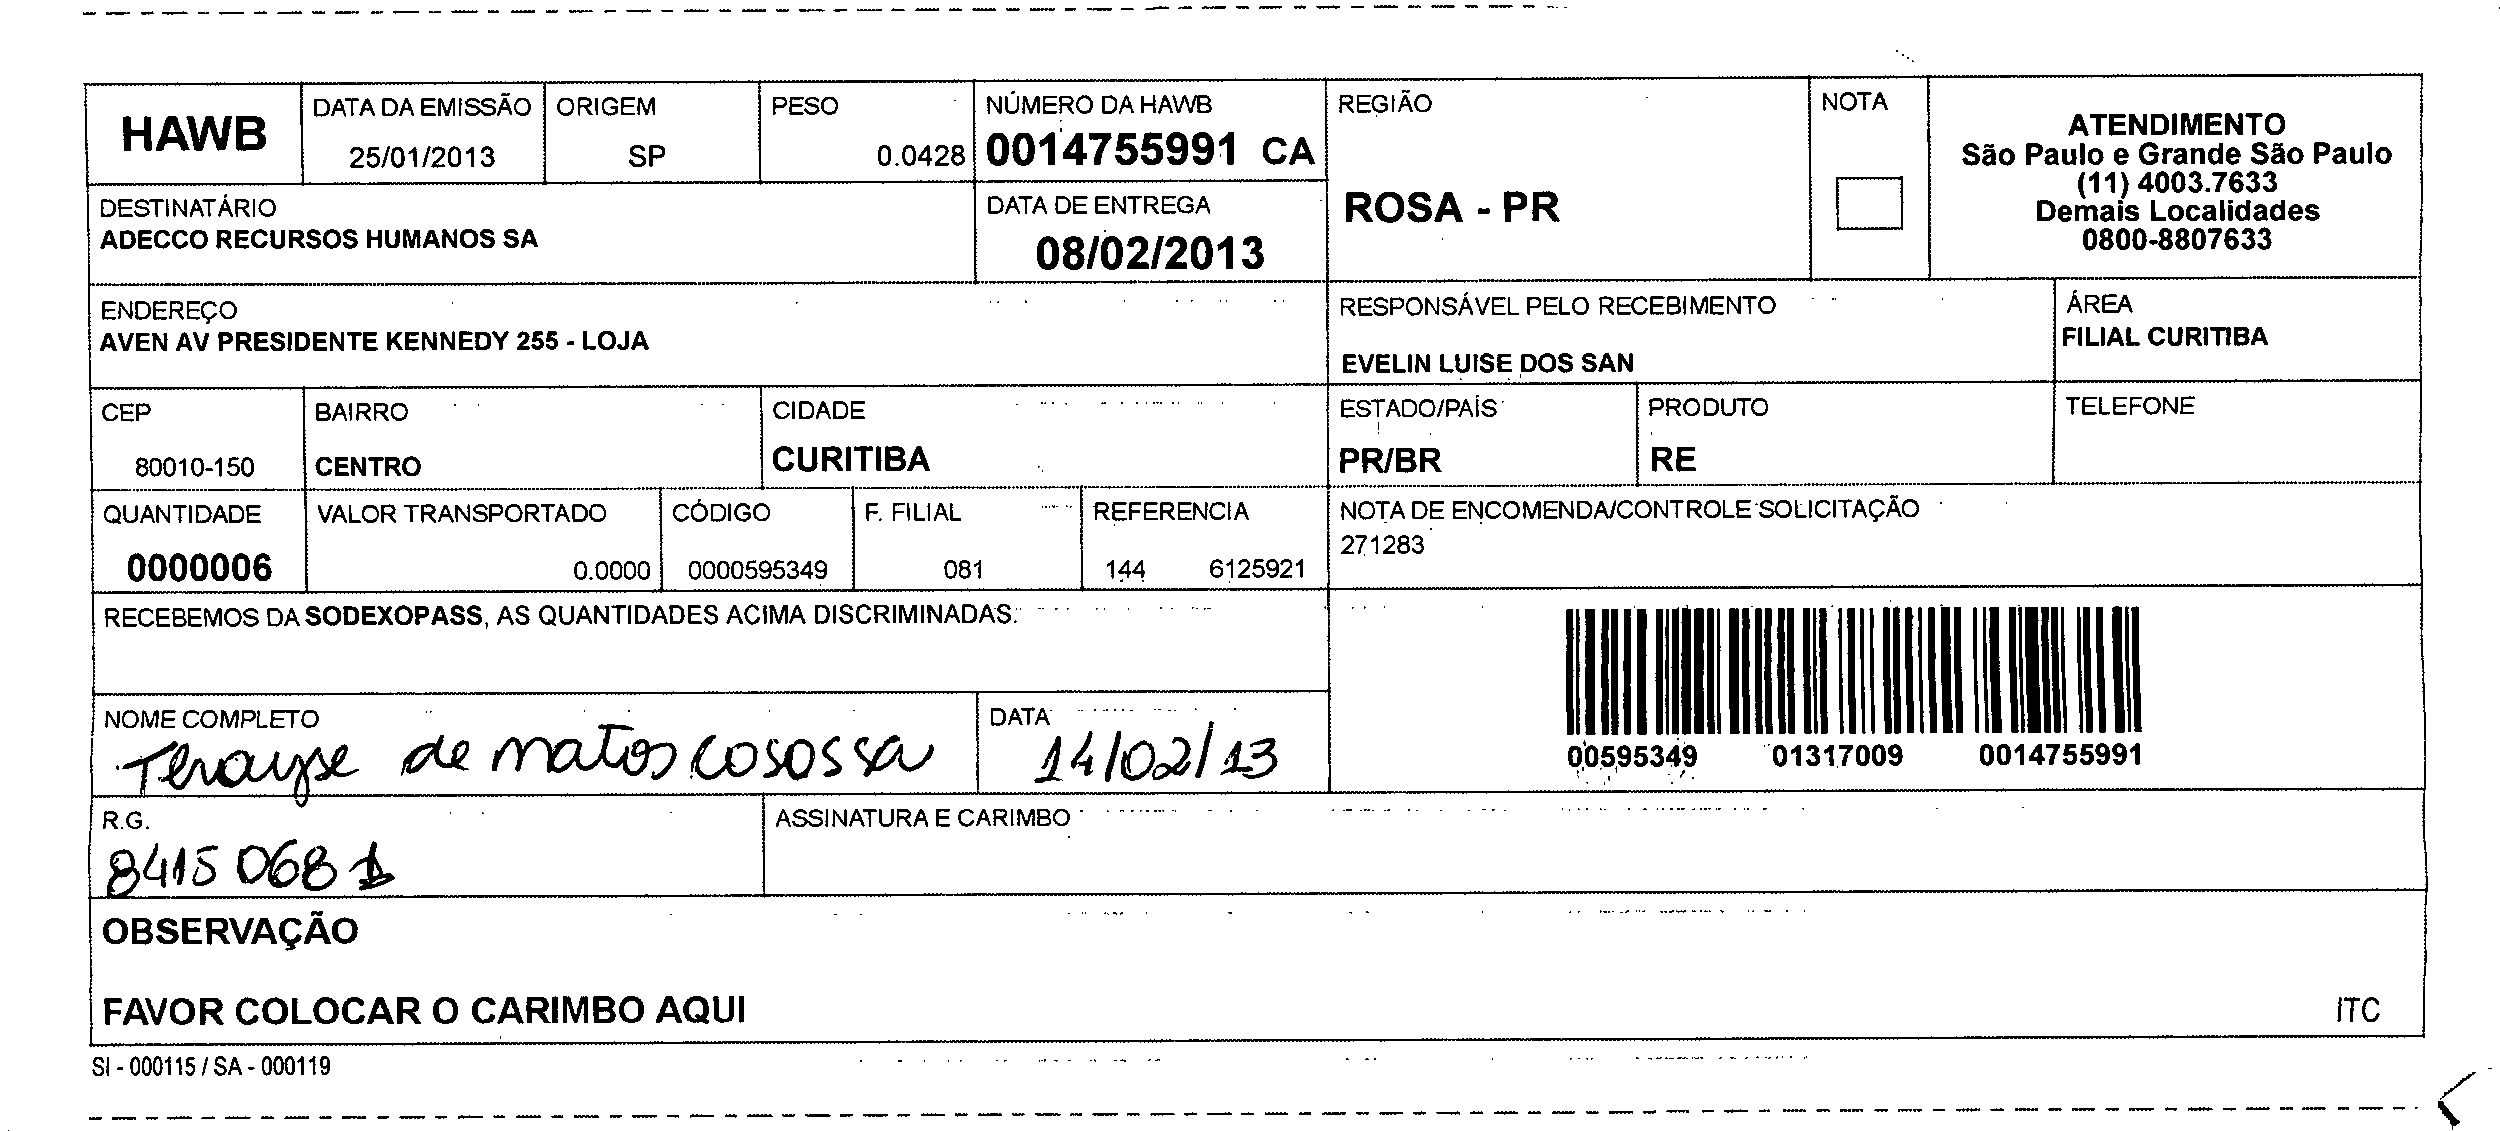 HAWB
DATA DA EMISSÃO
25/01/2013
ORIGEM
SP
PESO
0.0428
NÚMERO DA HAWB
0014755991 CA
REGIÃO
ROSA - PR
NOTA
ATENDIMENTO
São Paulo e Grande São Paulo
(11) 4003.7633
Demais Localidades
0800-8807633
DESTINATÁRIO
ADECCO RECURSOS HUMANOS SA
DATA DE ENTREGA
08/02/2013
ENDEREÇO
AVEN AV PRESIDENTE KENNEDY 255 - LOJA
RESPONSÁVEL PELO RECEBIMENTO
EVELIN LUISE DOS SAN
ÁREA
FILIAL CURITIBA
CEP
80010-150
BAIRRO
CENTRO
CIDADE
CURITIBA
ESTADO/PAÍS
PR/BR
PRODUTO
RE
TELEFONE
QUANTIDADE
0000006
VALOR TRANSPORTADO
0.0000
CÓDIGO
0000595349
F. FILIAL
081
REFERENCIA
144 6125921
NOTA DE ENCOMENDA/CONTROLE SOLICITAÇÃO
271283
RECEBEMOS DA SODEXOPASS, AS QUANTIDADES ACIMA DISCRIMINADAS.
00595349 01317009 0014755991
NOME COMPLETO
de matos
DATA
14/02/13
R.G.
8415 068 1
ASSINATURA E CARIMBO
OBSERVAÇÃO
FAVOR COLOCAR O CARIMBO AQUI
ITC
SI - 000115 / SA - 000119